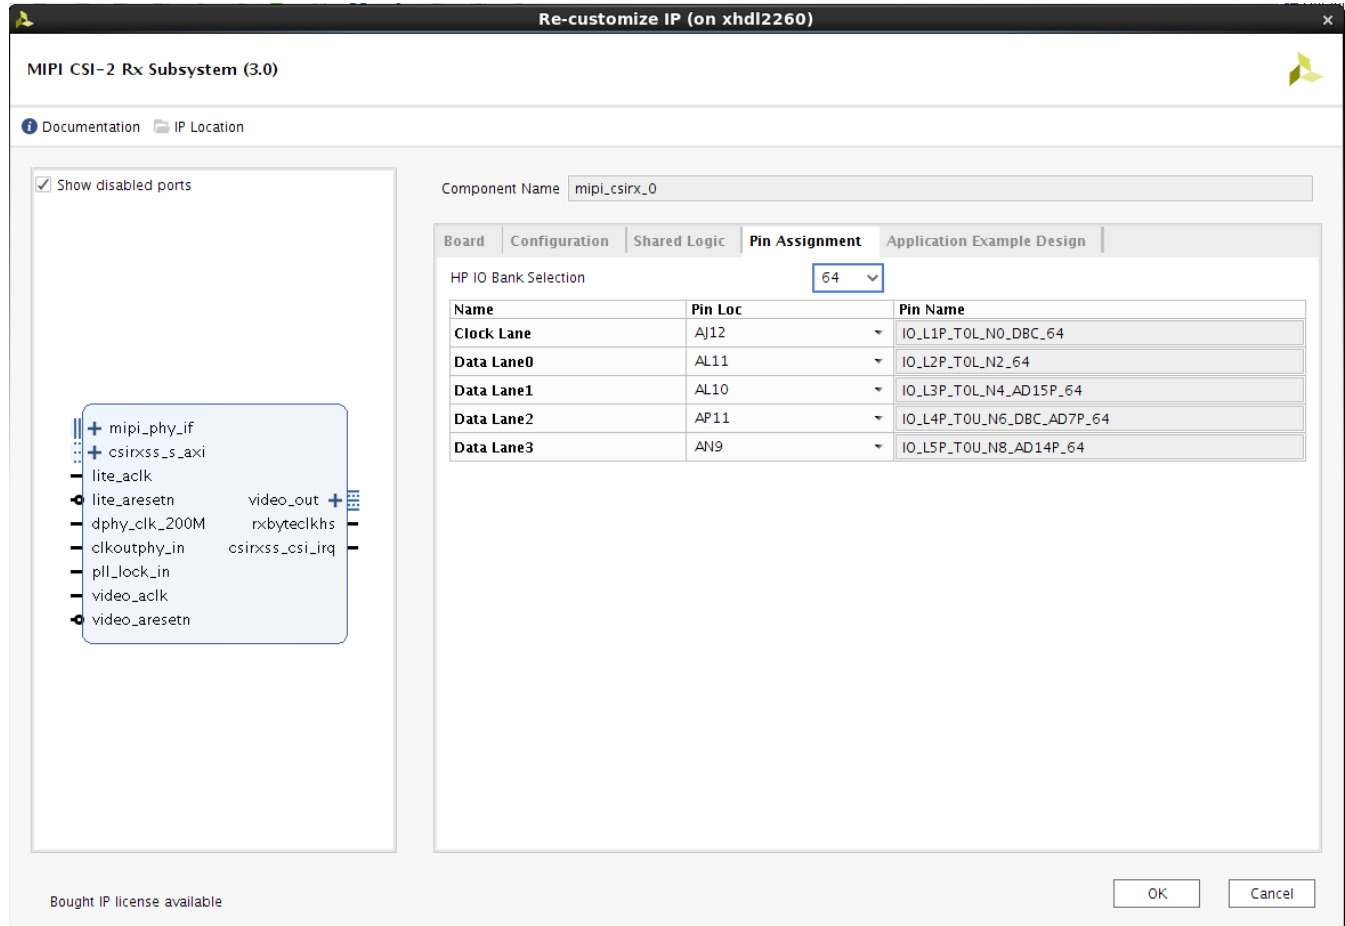 Re-customize IP (on xhdl2260)
MIPI CSI-2 Rx Subsystem (3.0)
Documentation IP Location
Show disabled ports
mipi_phy_if
csirxss_s_axi
lite_aclk
lite_aresetn video_out
dphy_clk_200M rxbyteclkhs
clkoutphy_in csirxss_csi_irq
pll_lock_in
video_aclk
video_aresetn
Component Name mipi_csirx_0
Board Configuration Shared Logic Pin Assignment Application Example Design
HP IO Bank Selection 64
Name Pin Loc Pin Name
Clock Lane AJ12 IO_L1P_T0L_N0_DBC_64
Data Lane0 AL11 IO_L2P_T0L_N2_64
Data Lane1 AL10 IO_L3P_T0L_N4_AD15P_64
Data Lane2 AP11 IO_L4P_T0U_N6_DBC_AD7P_64
Data Lane3 AN9 IO_L5P_T0U_N8_AD14P_64
Bought IP license available
OK Cancel